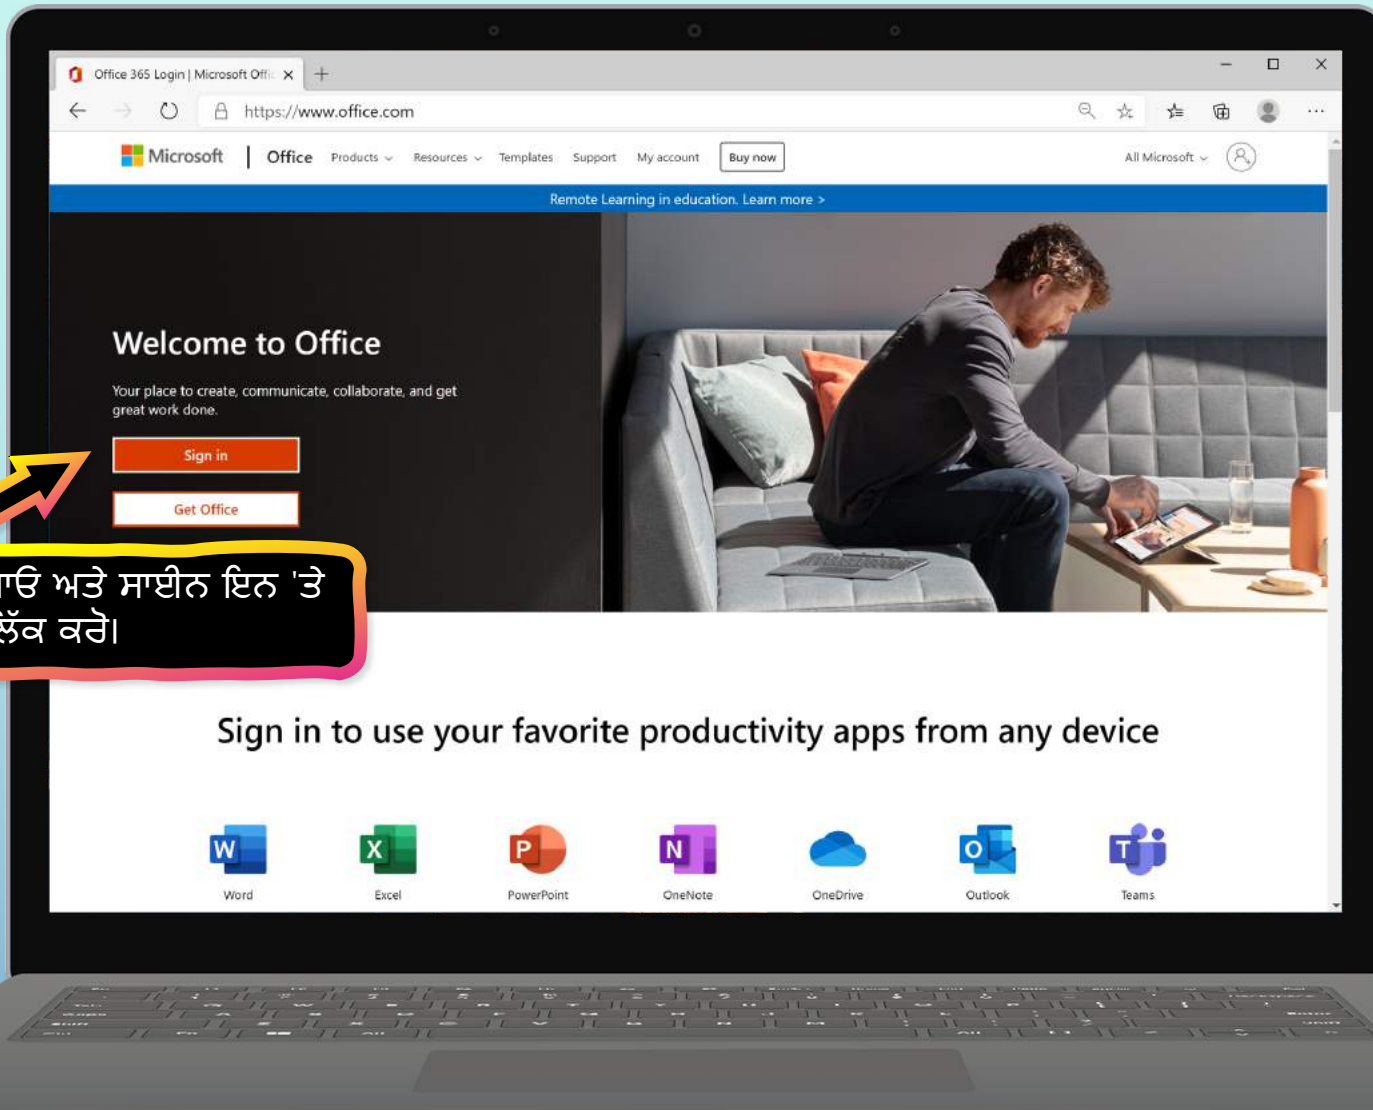 Office 365 Login | Microsoft Offi
https://www.office.com
Microsoft | Office Products Resources Templates Support My account Buy now All Microsoft
Remote Learning in education. Learn more >
Welcome to Office
Your place to create, communicate, collaborate, and get
great work done.
Sign in
Get Office
ਅਤੇ ਸਾਈਨ ਇਨ 'ਤੇ
ਕਰੋ।
Sign in to use your favorite productivity apps from any device
Word Excel PowerPoint OneNote OneDrive Outlook Teams